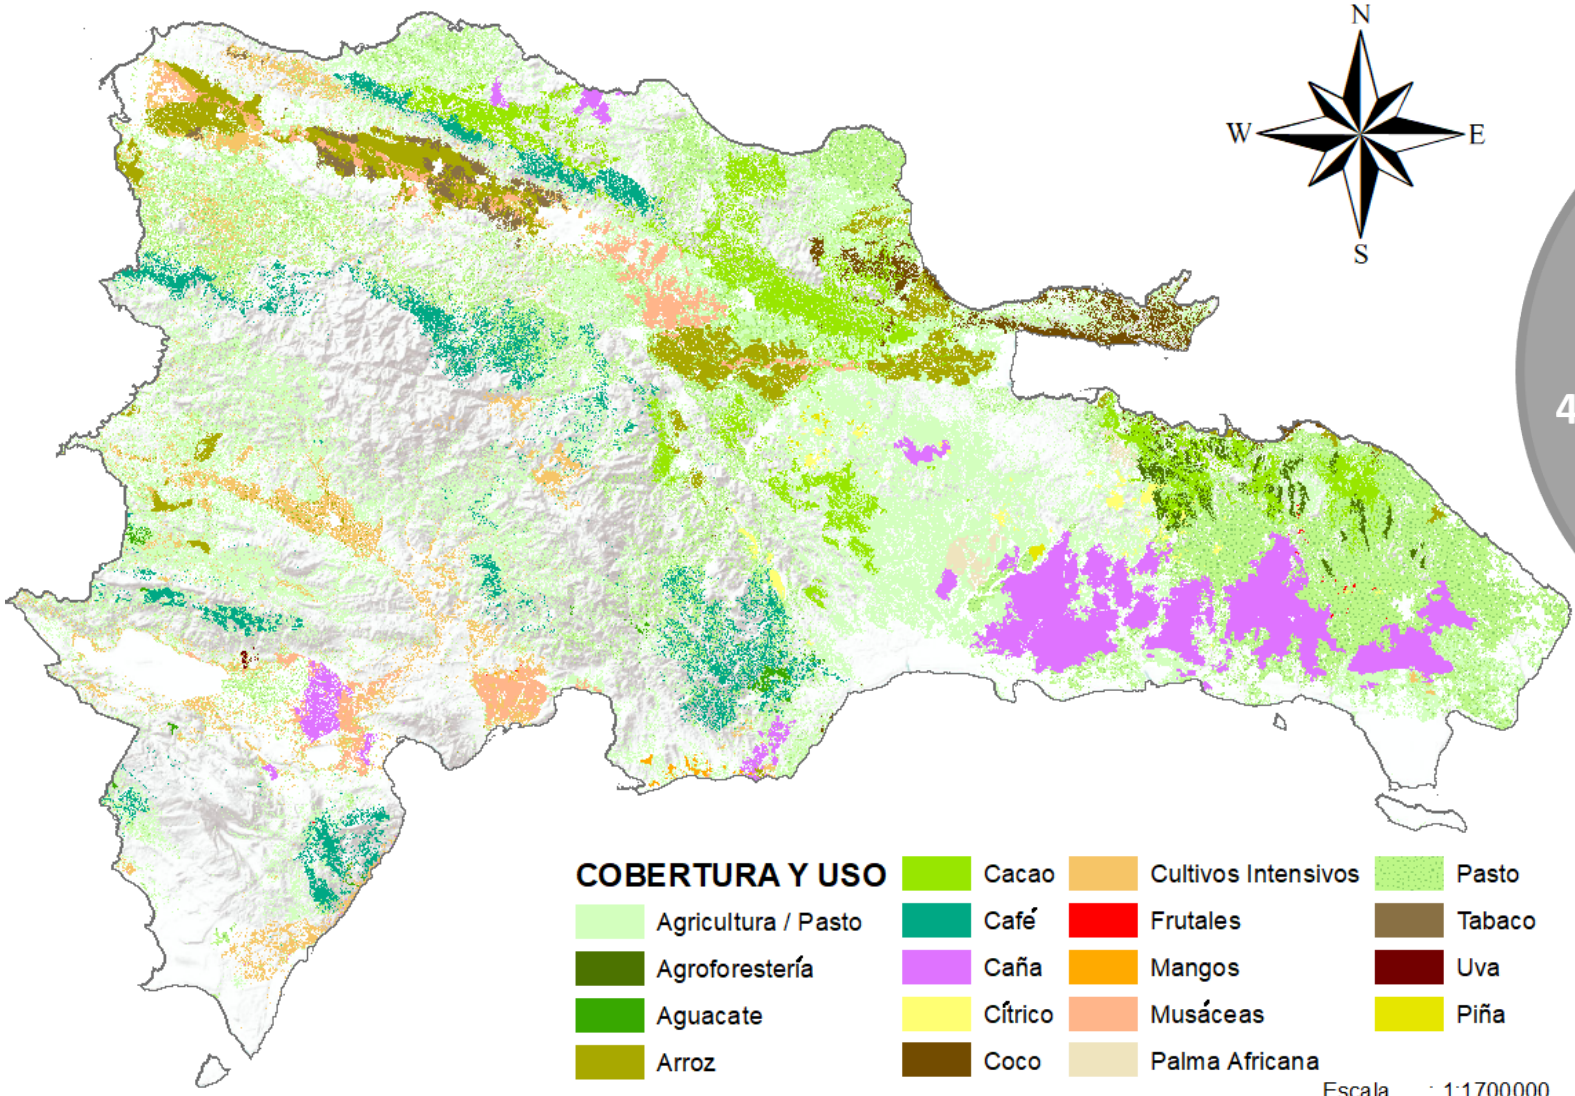 N
W E
S
4
COBERTURA Y USO
Agricultura / Pasto
Agroforestería
Aguacate
Arroz
Cacao
Café
Caña
Cítrico
Coco
Cultivos Intensivos
Frutales
Mangos
Musáceas
Palma Africana
Pasto
Tabaco
Uva
Piña
Escala : 1:1700000